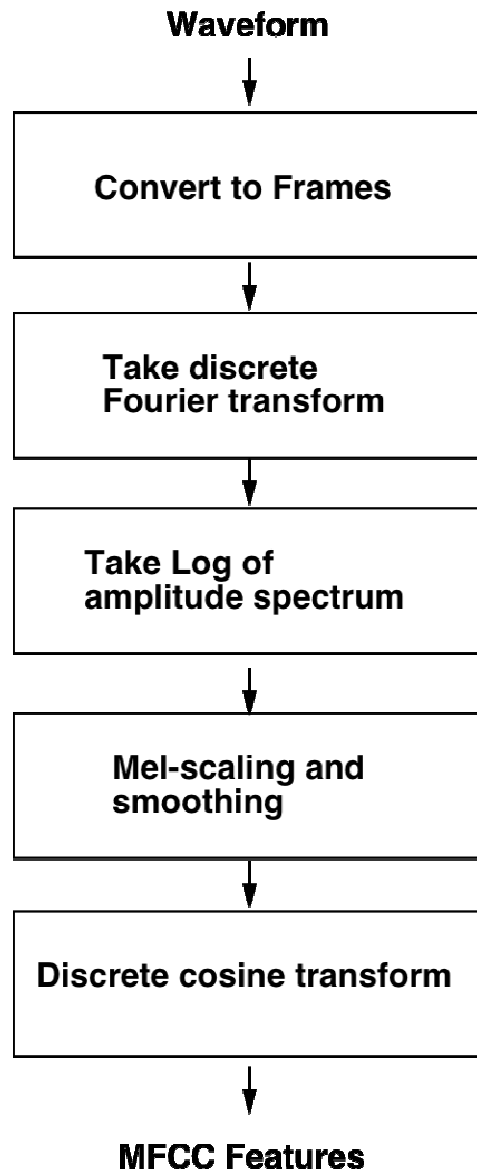 Waveform
Convert to Frames
Take discrete
Fourier transform
Take Log of
amplitude spectrum
Mel-scaling and
smoothing
Discrete cosine transform
MFCC Features